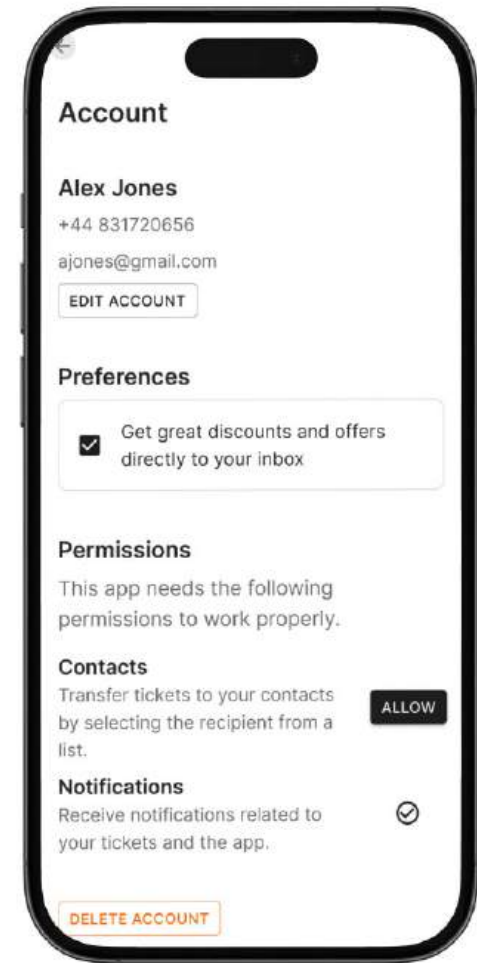 Account
Alex Jones
+44 831720656
ajones@gmail.com
EDIT ACCOUNT
Preferences
Get great discounts and offers
directly to your inbox
Permissions
This app needs the following
permissions to work properly.
Contacts
Transfer tickets to your contacts
by selecting the recipient from a
list.
ALLOW
Notifications
Receive notifications related to
your tickets and the app.
DELETE ACCOUNT